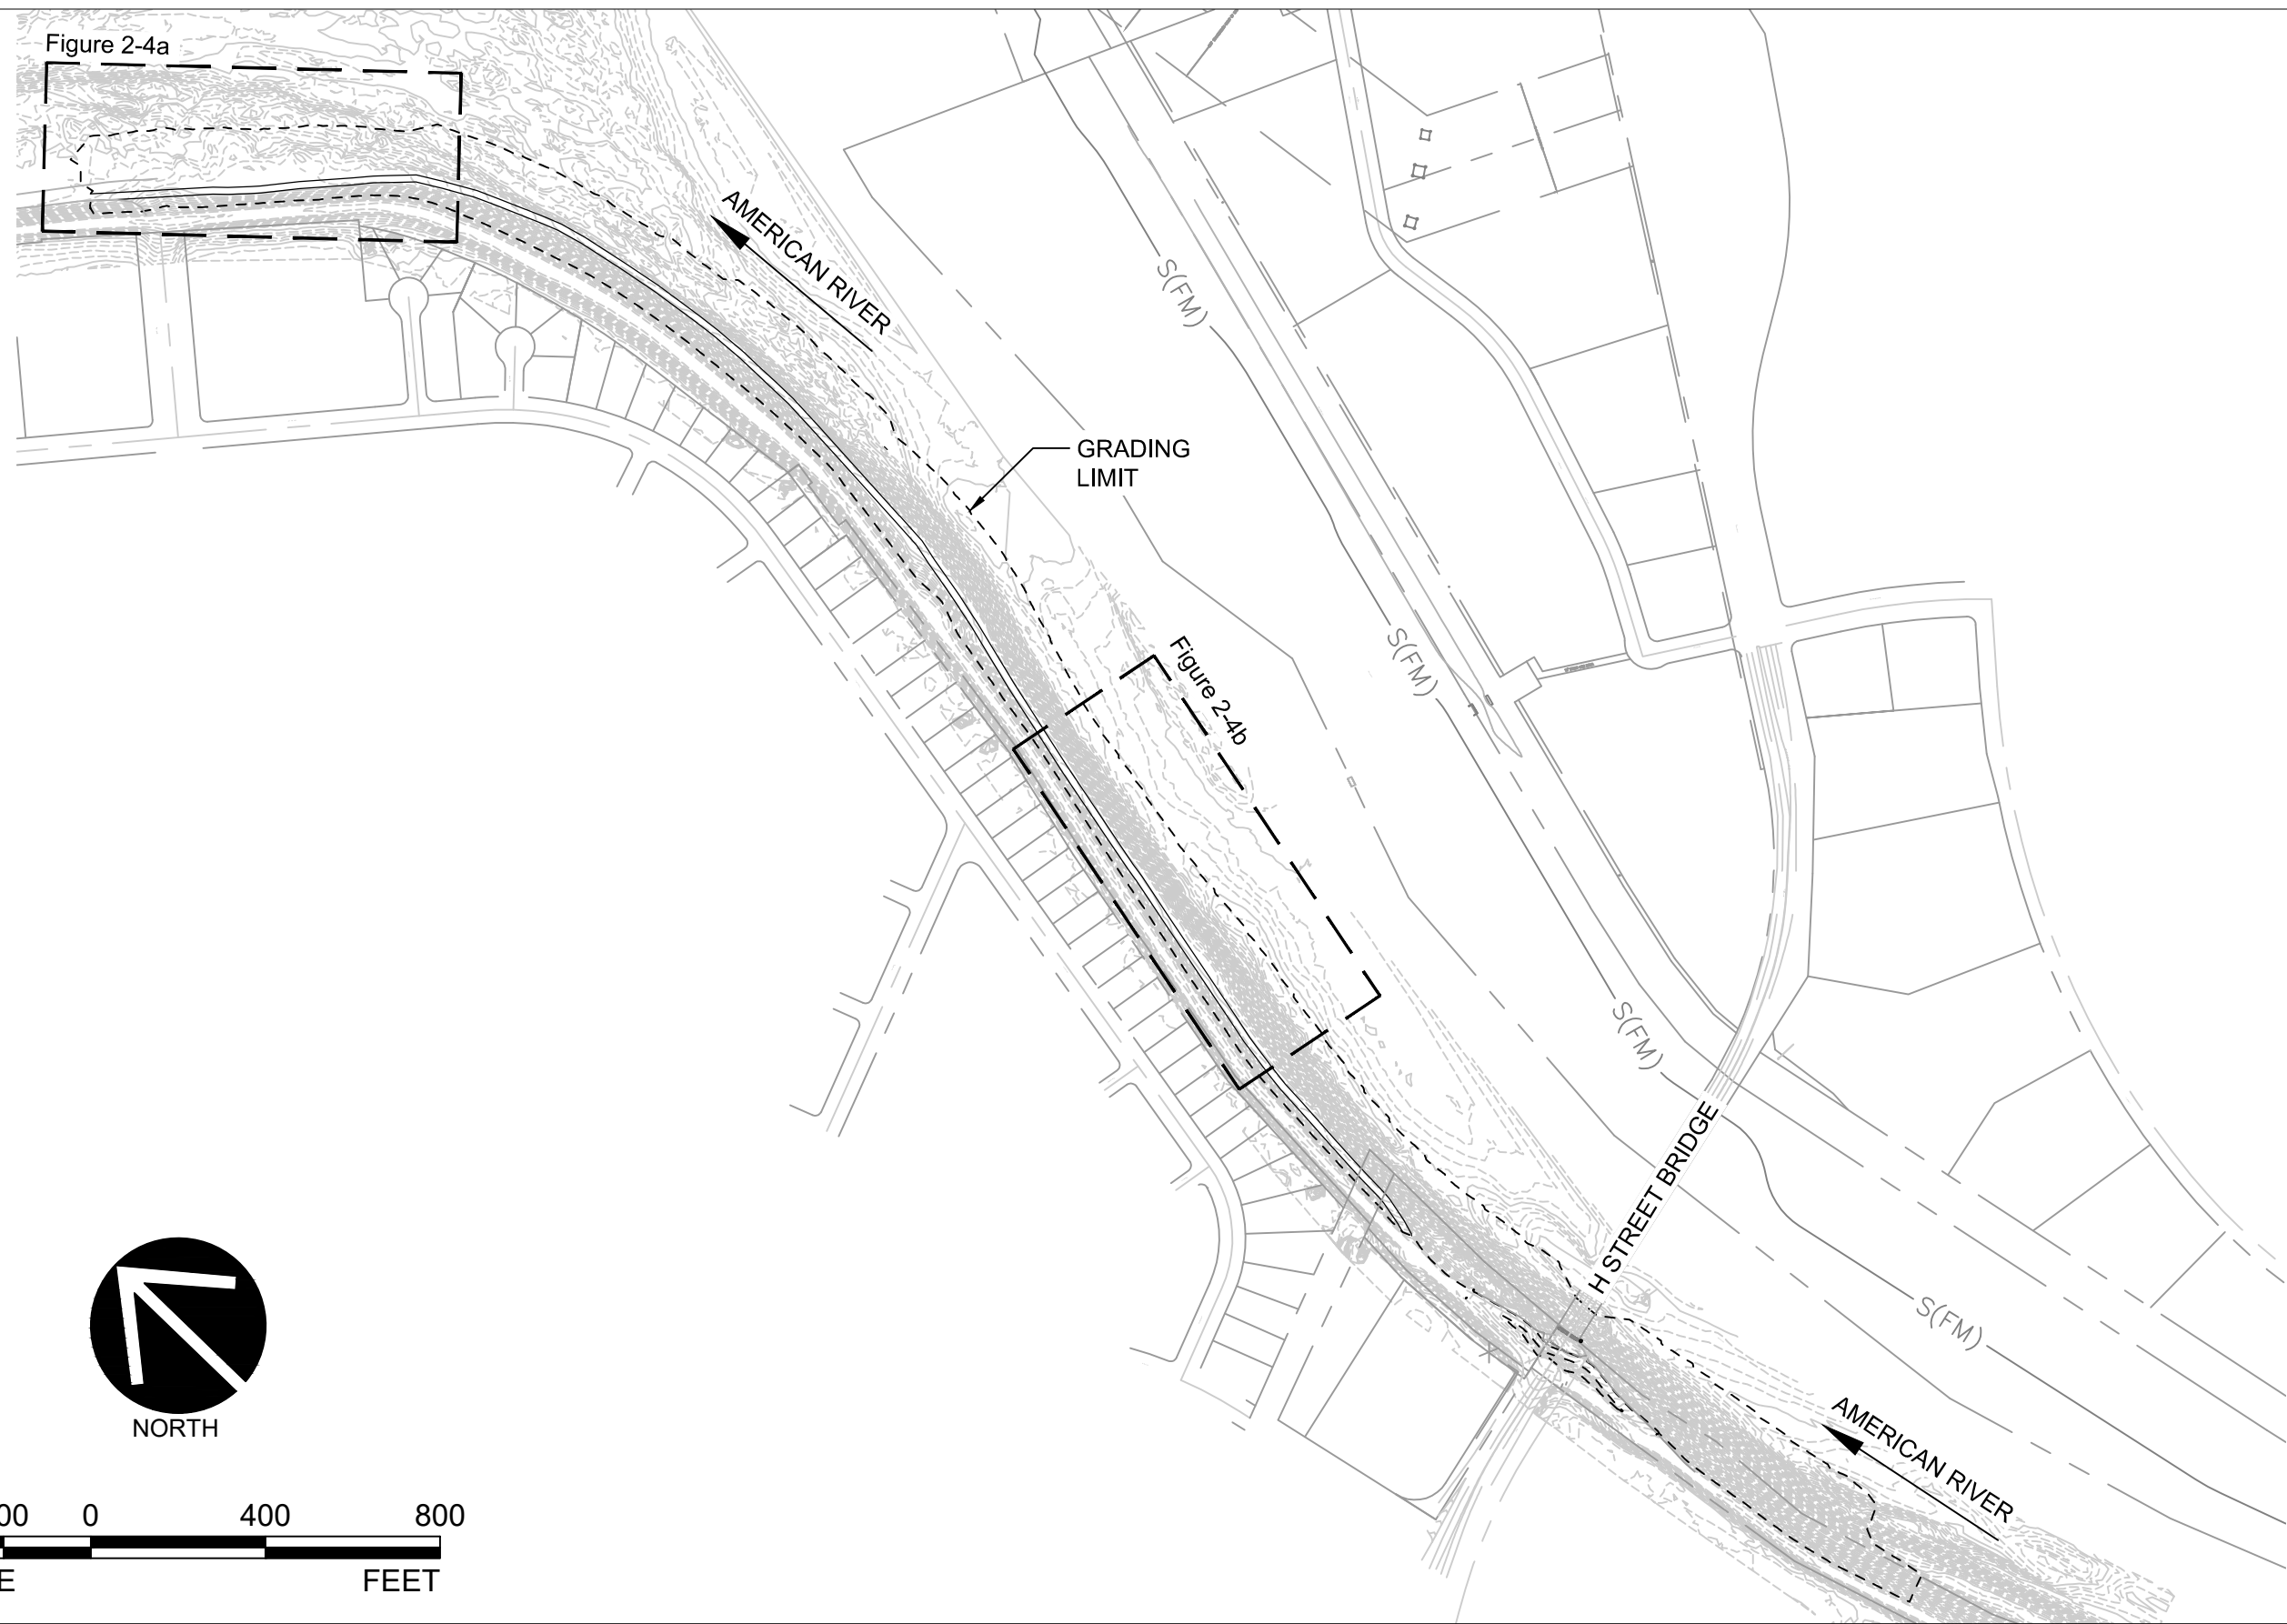 Figure 2-4a
AMERICAN RIVER
S(FM)
GRADING
LIMIT
Figure 2-4b
S(FM)
S(FM)
H STREET BRIDGE
S(FM)
AMERICAN RIVER
NORTH
00 0 400 800
E FEET